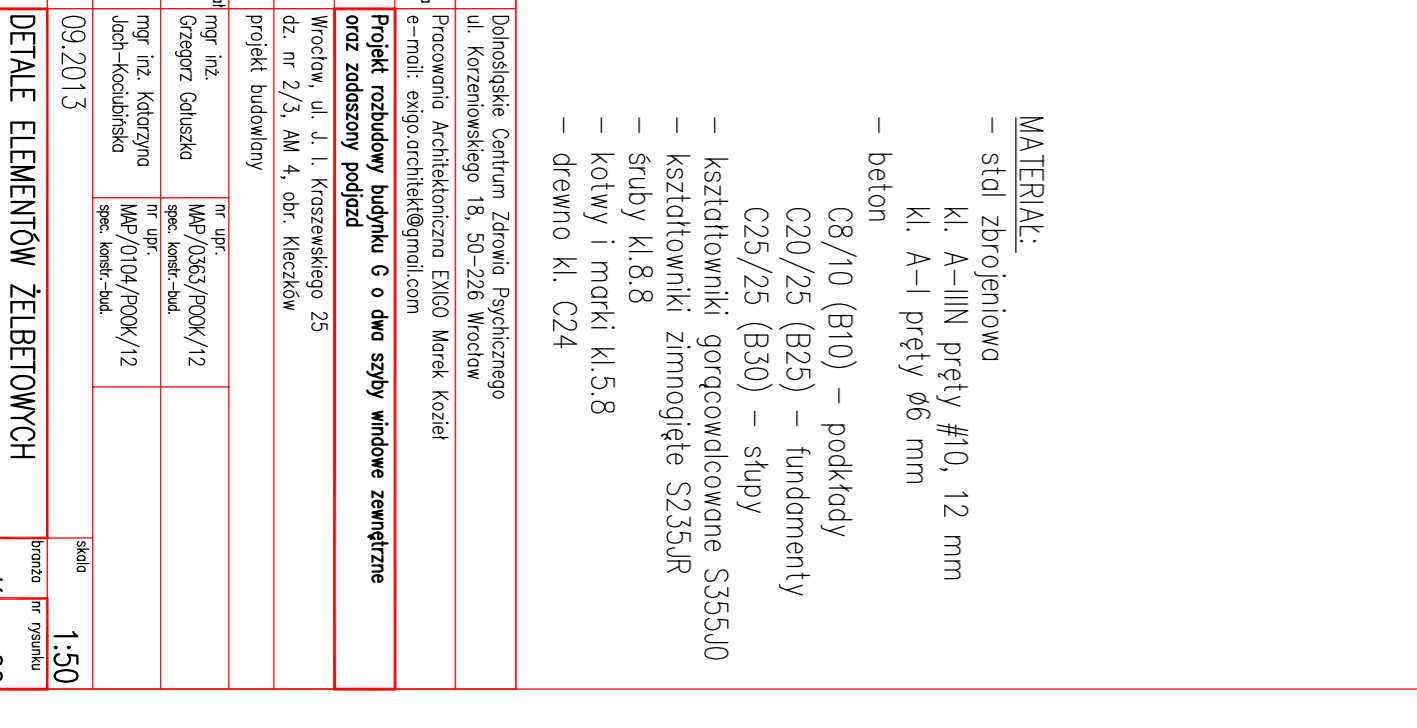 MATERIAŁ:
- stal zbrojeniowa
kl. A-IIIN pręty #10, 12 mm
kl. A-I pręty ø6 mm
- beton
C8/10 (B10) - podkłady
C20/25 (B25) - fundamenty
C25/25 (B30) - słupy
- kształtowniki gorącowalcowane S355J0
- kształtowniki zimnogięte S235JR
- śruby kl.8.8
- kotwy i marki kl.5.8
- drewno kl. C24
Dolnośląskie Centrum Zdrowia Psychicznego
ul. Korzeniowskiego 18, 50-226 Wrocław
Pracowania Architektoniczna EXIGO Marek Kozieł
e-mail: exigo.architekt@gmail.com
Projekt rozbudowy budynku G o dwa szyby windowe zewnętrzne
oraz zadaszony podjazd
Wrocław, ul. J. I. Kraszewskiego 25
dz. nr 2/3, AM 4, obr. Kleczków
projekt budowlany
mgr inż.
Grzegorz Gałuszka
nr upr.
MAP/0363/POOK/12
spec. konstr.-bud.
mgr inż. Katarzyna
Jach-Kociubińska
nr upr.
MAP/0104/POOK/12
spec. konstr.-bud.
09.2013
skala
1:50
DETALE ELEMENTÓW ŻELBETOWYCH
branża
nr rysunku